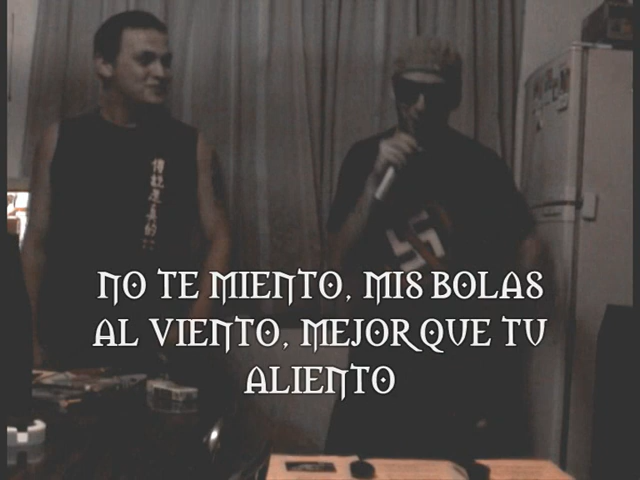 NO TE MIENTO, MIS BOLAS
AL VIENTO, MEJOR QUE TU
ALIENTO